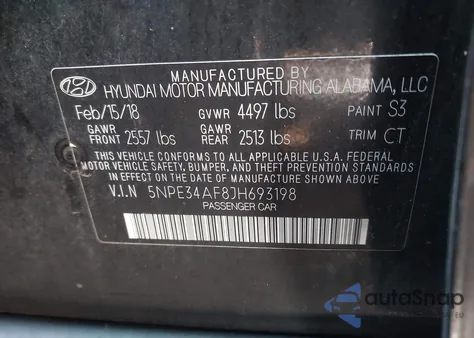 MANUFACTURED BY
HYUNDAI MOTOR MANUFACTURING ALABAMA, LLC
Feb/15/18 GVWR 4497 lbs PAINT S3
GAWR FRONT 2557 lbs GAWR REAR 2513 lbs TRIM CT
THIS VEHICLE CONFORMS TO ALL APPLICABLE U.S.A. FEDERAL
MOTOR VEHICLE SAFETY, BUMPER, AND THEFT PREVENTION STANDARDS
IN EFFECT ON THE DATE OF MANUFACTURE SHOWN ABOVE.
V.I.N 5NPE34AF8JH693198
PASSENGER CAR
autoSnap